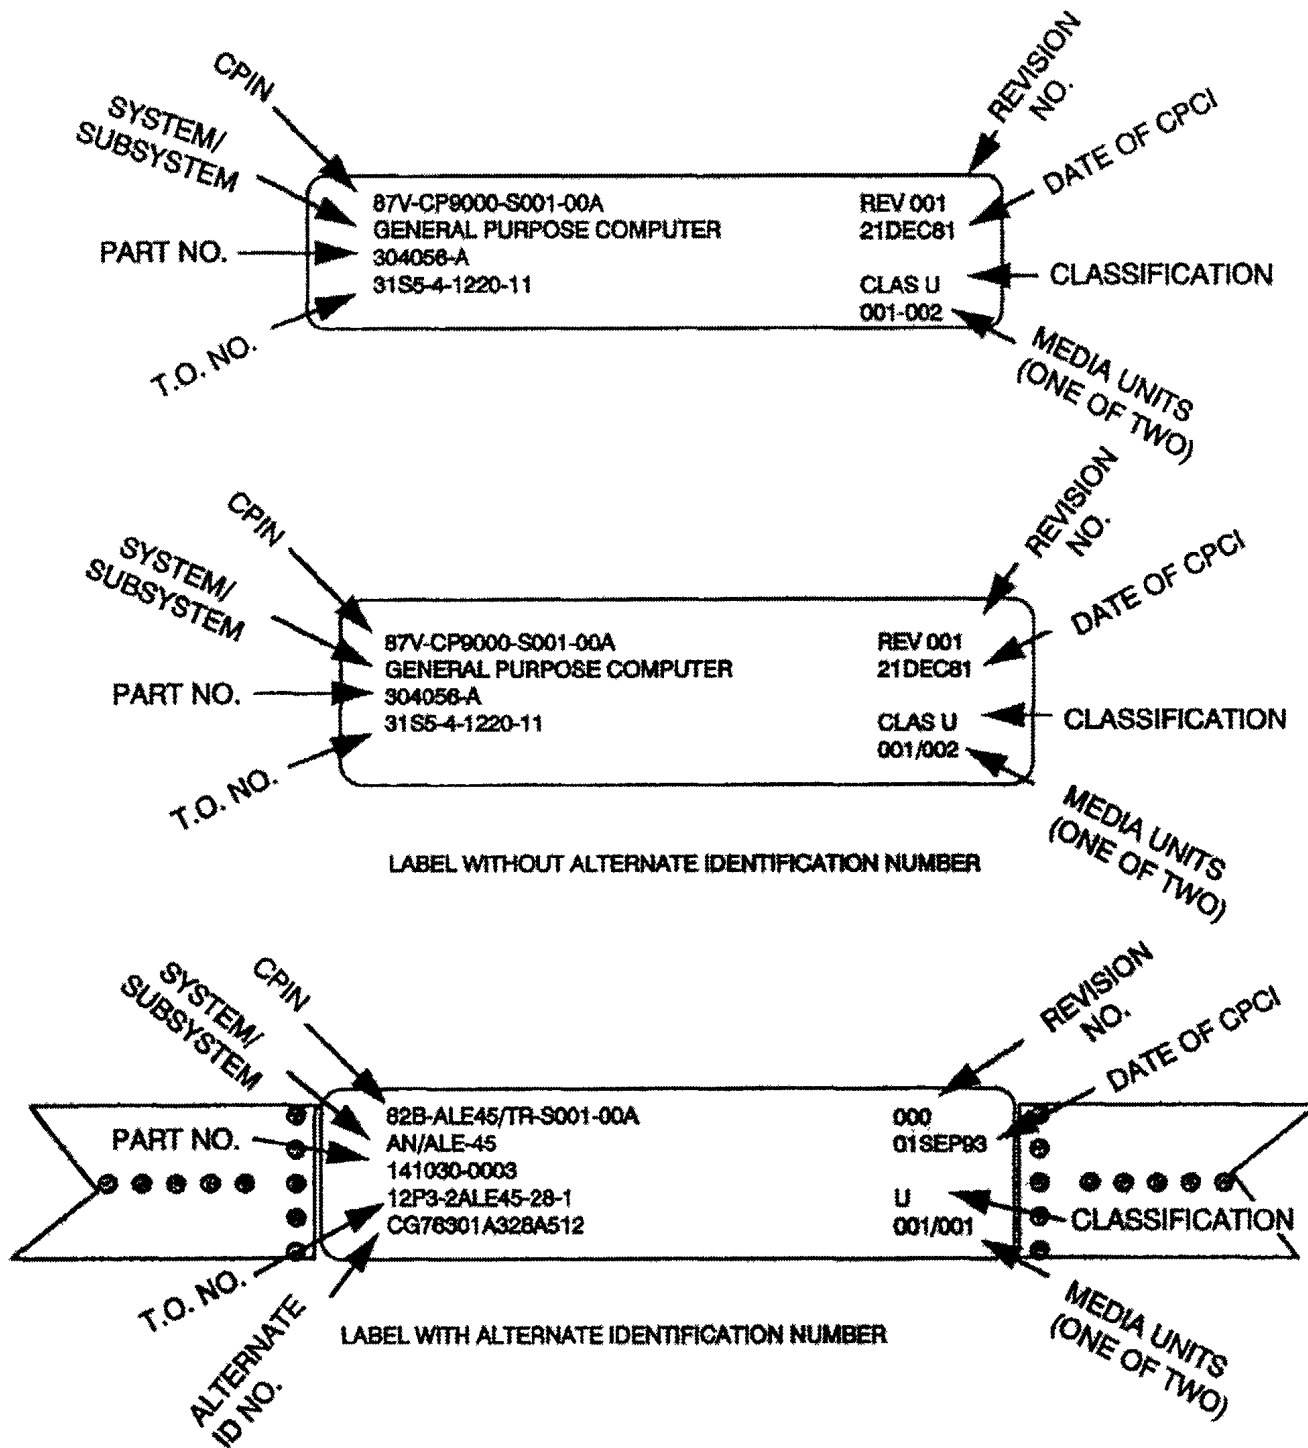 CPIN
SYSTEM/
SUBSYSTEM
PART NO.
T.O. NO.
87V-CP9000-S001-00A
GENERAL PURPOSE COMPUTER
304056-A
31S5-4-1220-11
REV 001
21DEC81
CLAS U
001-002
REVISION
NO.
DATE OF CPCI
CLASSIFICATION
MEDIA UNITS
(ONE OF TWO)
CPIN
SYSTEM/
SUBSYSTEM
PART NO.
T.O. NO.
87V-CP9000-S001-00A
GENERAL PURPOSE COMPUTER
304056-A
31S5-4-1220-11
REV 001
21DEC81
CLAS U
001/002
REVISION
NO.
DATE OF CPCI
CLASSIFICATION
MEDIA UNITS
(ONE OF TWO)
LABEL WITHOUT ALTERNATE IDENTIFICATION NUMBER
CPIN
SYSTEM/
SUBSYSTEM
PART NO.
T.O. NO.
ALTERNATE
ID NO.
82B-ALE45/TR-S001-00A
AN/ALE-45
141030-0003
12P3-2ALE45-28-1
CG76301A328A512
000
01SEP93
U
001/001
REVISION
NO.
DATE OF CPCI
CLASSIFICATION
MEDIA UNITS
(ONE OF TWO)
LABEL WITH ALTERNATE IDENTIFICATION NUMBER